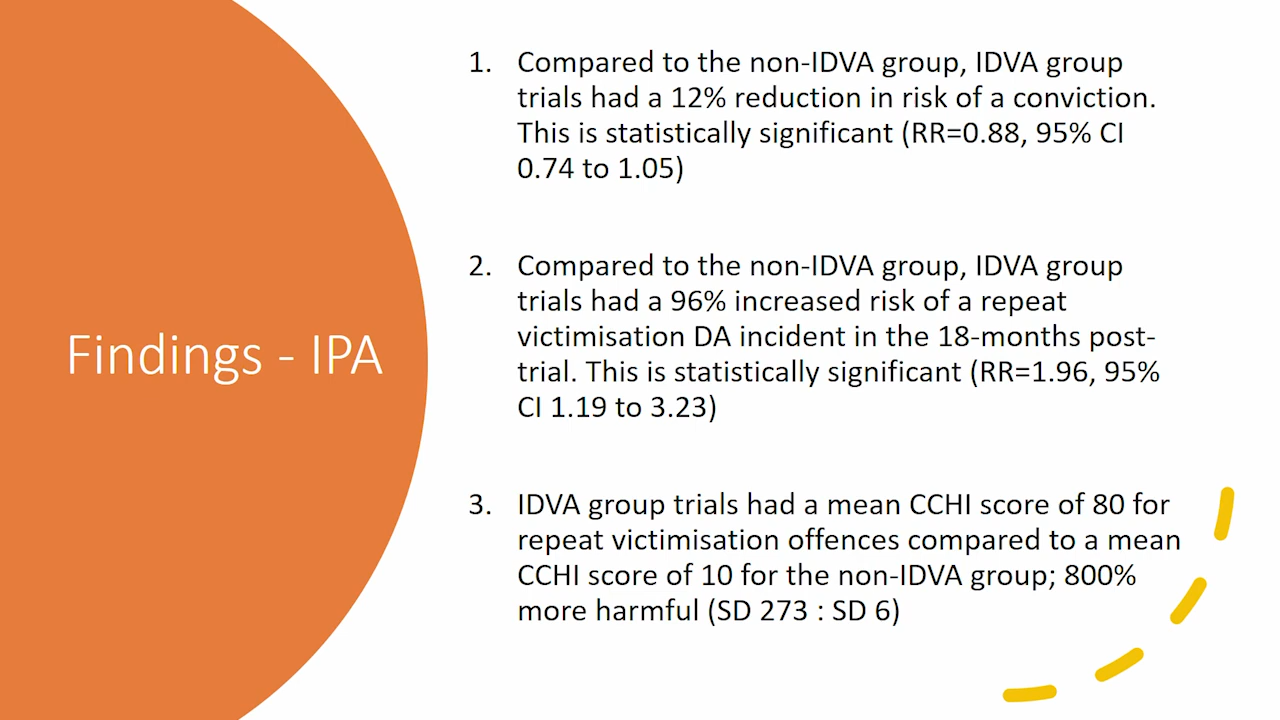 Findings - IPA
1. Compared to the non-IDVA group, IDVA group
trials had a 12% reduction in risk of a conviction.
This is statistically significant (RR=0.88, 95% CI
0.74 to 1.05)
2. Compared to the non-IDVA group, IDVA group
trials had a 96% increased risk of a repeat
victimisation DA incident in the 18-months post-
trial. This is statistically significant (RR=1.96, 95%
CI 1.19 to 3.23)
3. IDVA group trials had a mean CCHI score of 80 for
repeat victimisation offences compared to a mean
CCHI score of 10 for the non-IDVA group; 800%
more harmful (SD 273 : SD 6)